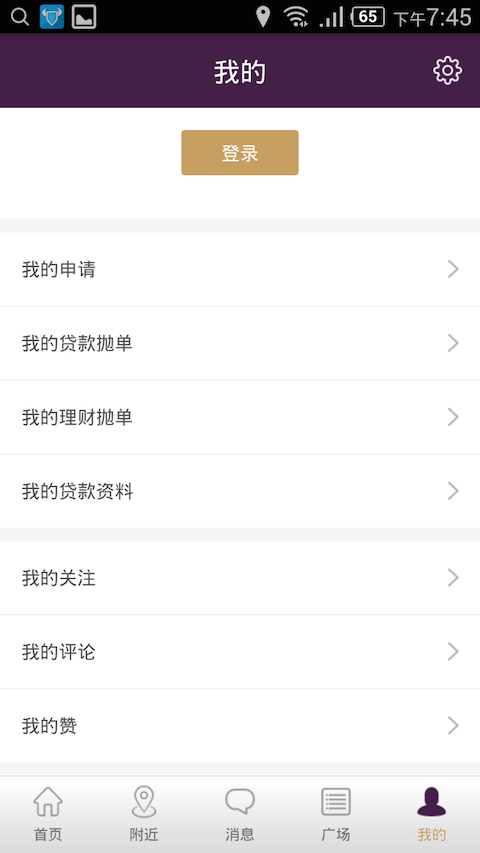 65 下午7:45
我的
登录
我的申请
我的贷款抛单
我的理财抛单
我的贷款资料
我的关注
我的评论
我的赞
首页 附近 消息 广场 我的